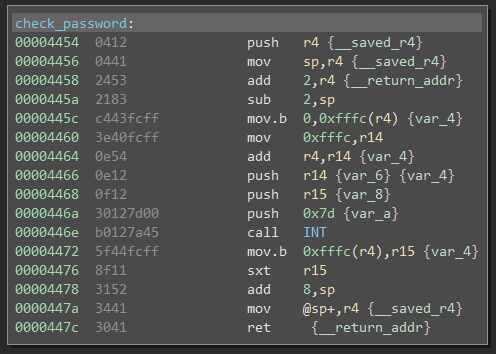 check_password:
00004454 0412 push r4 {__saved_r4}
00004456 0441 mov sp,r4 {__saved_r4}
00004458 2453 add 2,r4 {__return_addr}
0000445a 2183 sub 2,sp
0000445c c443fcff mov.b 0,0xfffc(r4) {var_4}
00004460 3e40fcff mov 0xfffc,r14
00004464 0e54 add r4,r14 {var_4}
00004466 0e12 push r14 {var_6} {var_4}
00004468 0f12 push r15 {var_8}
0000446a 30127d00 push 0x7d {var_a}
0000446e b0127a45 call INT
00004472 5f44fcff mov.b 0xfffc(r4),r15 {var_4}
00004476 8f11 sxt r15
00004478 3152 add 8,sp
0000447a 3441 mov @sp+,r4 {__saved_r4}
0000447c 3041 ret {__return_addr}